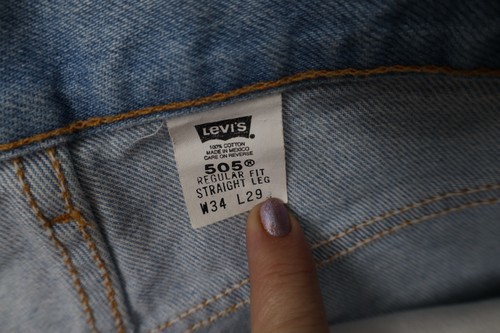 LEVI'S®
100% COTTON
MADE IN MEXICO
CARE ON REVERSE
505®
REGULAR FIT
STRAIGHT LEG
W34 L29